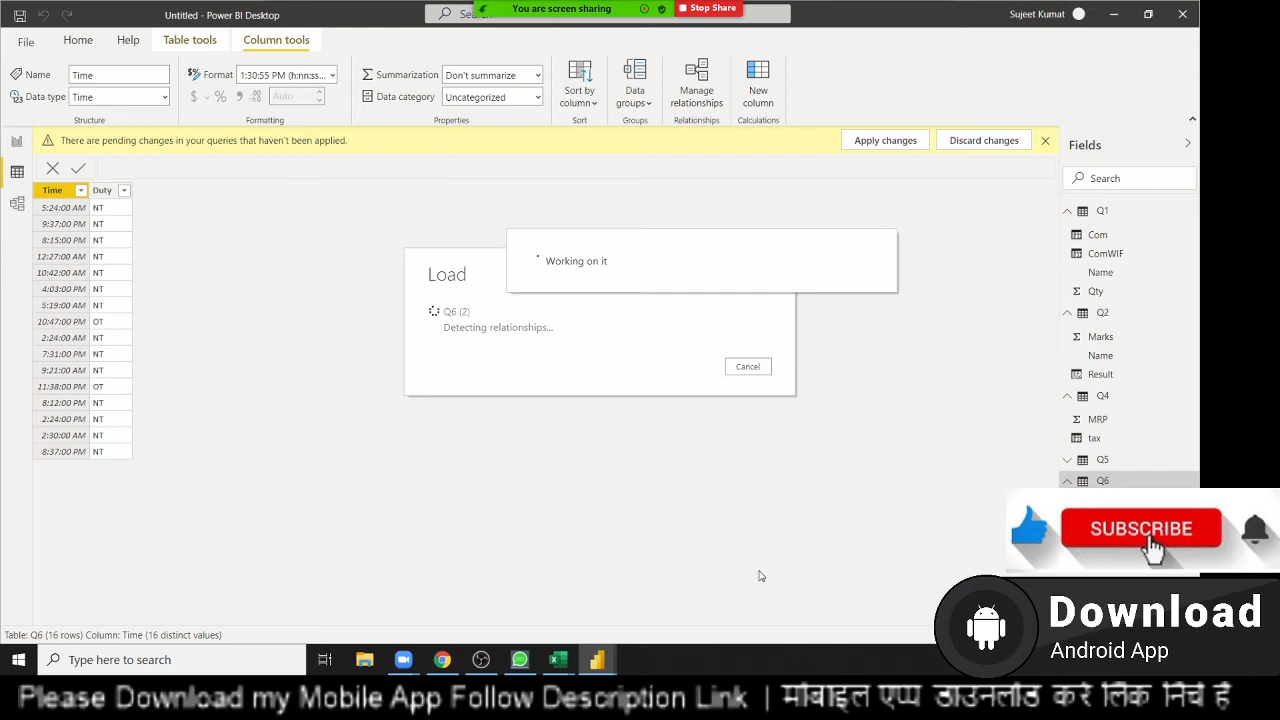 Untitled - Power BI Desktop
You are screen sharing
Stop Share
Sujeet Kumat
File
Home
Help
Table tools
Column tools
Name
Time
Data type
Time
Structure
Format
1:30:55 PM (h:nn:ss...
$ % 9
Auto
Formatting
Summarization
Don't summarize
Data category
Uncategorized
Properties
Sort by
column
Sort
Data
groups
Groups
Manage
relationships
Relationships
New
column
Calculations
There are pending changes in your queries that haven't been applied.
Apply changes
Discard changes
Fields
Search
Time Duty
5:24:00 AM NT
9:37:00 PM NT
8:15:00 PM NT
12:27:00 AM NT
10:42:00 AM NT
4:03:00 PM NT
5:19:00 AM NT
10:47:00 PM OT
2:24:00 AM NT
7:31:00 PM NT
9:21:00 AM NT
11:38:00 PM OT
8:12:00 PM NT
2:24:00 PM NT
2:30:00 AM NT
8:37:00 PM NT
Load
Working on it
Q6 (2)
Detecting relationships...
Cancel
Q1
Com
ComWIF
Name
Qty
Q2
Marks
Name
Result
Q4
MRP
tax
Q5
Q6
SUBSCRIBE
Download
Android App
Table: Q6 (16 rows) Column: Time (16 distinct values)
Type here to search
Please Download my Mobile App Follow Description Link | मोबाइल एप्प डाउनलोड करे लिंक निचे है